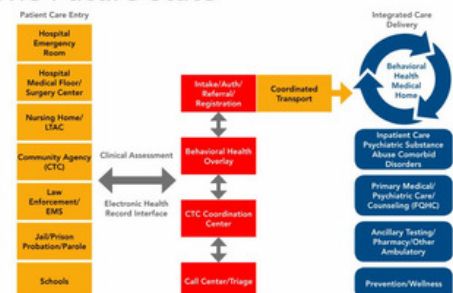 Patient Care Entry
Hospital
Emergency
Room
Hospital
Medical Floor/
Surgery Center
Nursing Home/
LTAC
Community Agency
(CTC)
Law
Enforcement/
EMS
Jail/Prison
Probation/Parole
Schools
Clinical Assessment
Electronic Health
Record Interface
Intake/Auth/
Referral/
Registration
Behavioral Health
Overlay
CTC Coordination
Center
Call Center/Triage
Coordinated
Transport
Integrated Care
Delivery
Behavioral
Health
Medical
Home
Inpatient Care
Psychiatric Substance
Abuse Comorbid
Disorders
Primary Medical/
Psychiatric Care/
Counseling (FQHC)
Ancillary Testing/
Pharmacy/Other
Ambulatory
Prevention/Wellness